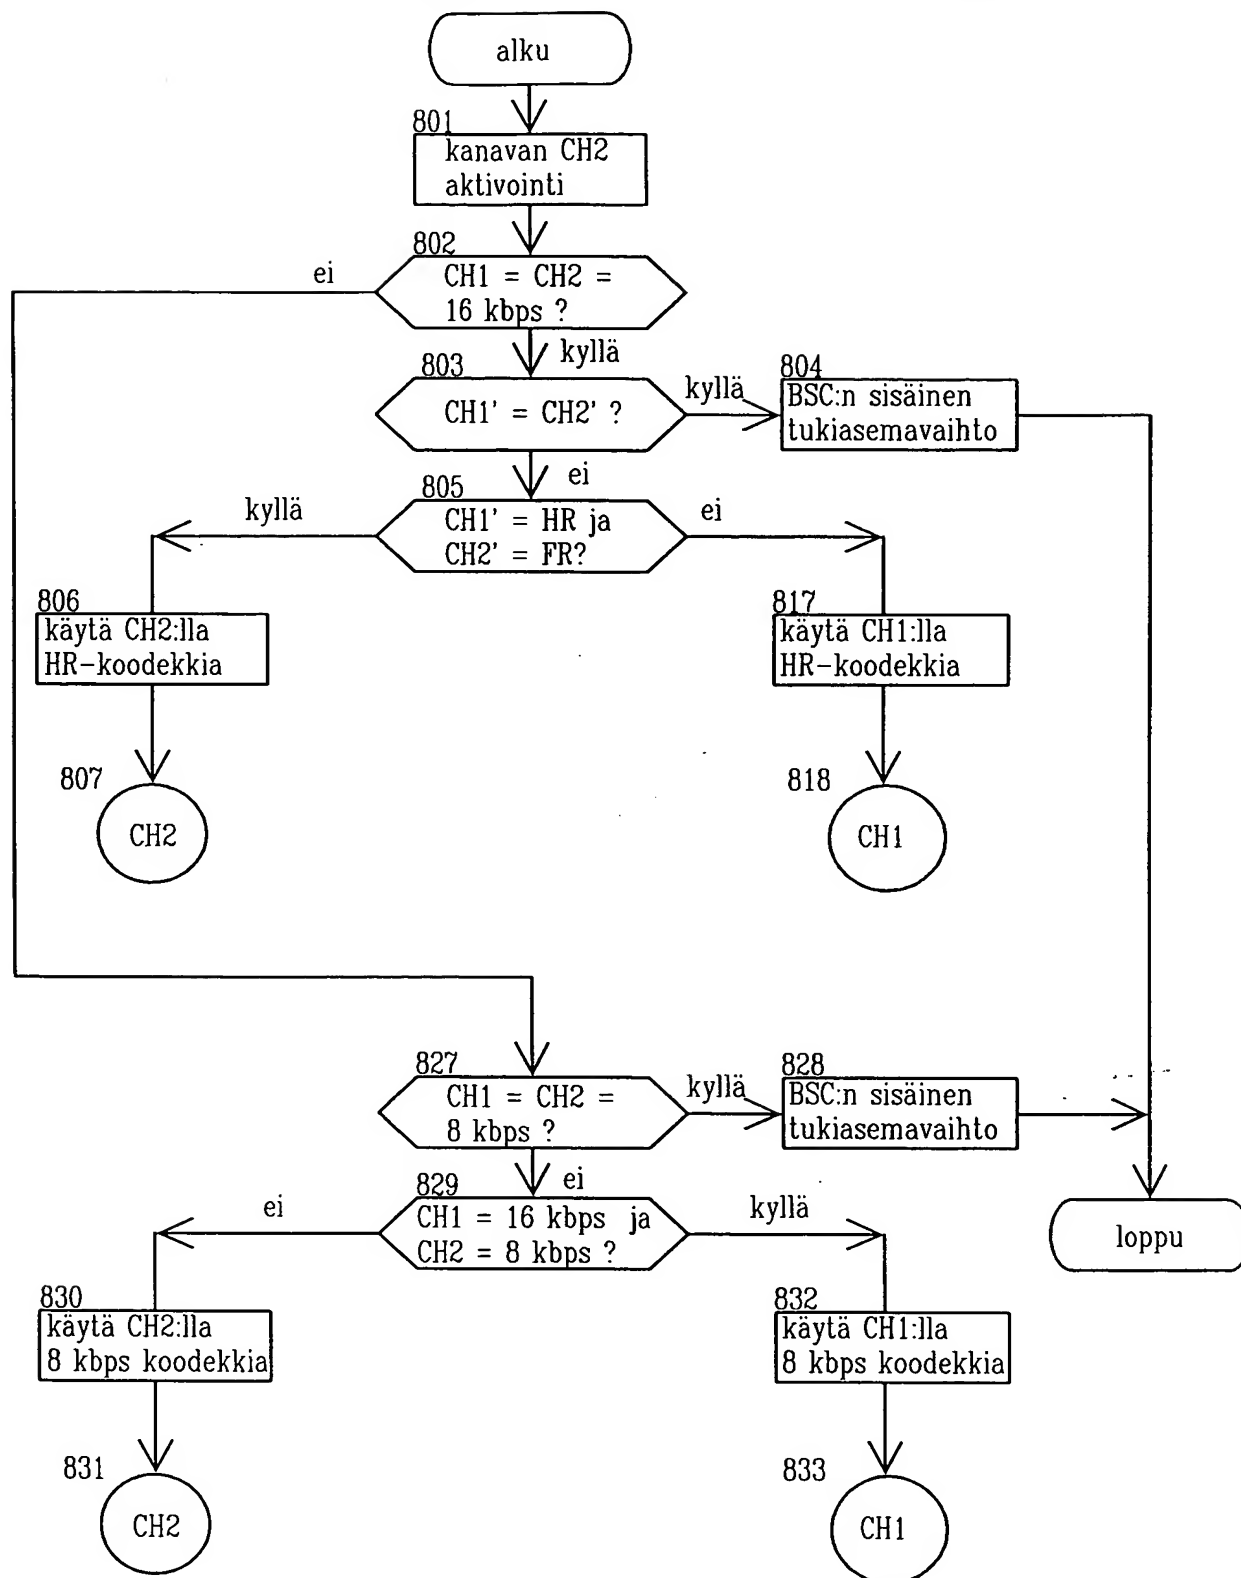 alku
801
kanavan CH2
aktivointi
802
ei
CH1 = CH2 =
16 kbps ?
kyllä
803
CH1' = CH2' ?
kyllä
804
BSC:n sisäinen
tukiasemavaihto
ei
805
kyllä
CH1' = HR ja
CH2' = FR?
ei
806
käytä CH2:lla
HR-koodekkia
817
käytä CH1:lla
HR-koodekkia
807
CH2
818
CH1
827
CH1 = CH2 =
8 kbps ?
kyllä
828
BSC:n sisäinen
tukiasemavaihto
ei
829
ei
CH1 = 16 kbps ja
CH2 = 8 kbps ?
kyllä
loppu
830
käytä CH2:lla
8 kbps koodekkia
832
käytä CH1:lla
8 kbps koodekkia
831
CH2
833
CH1